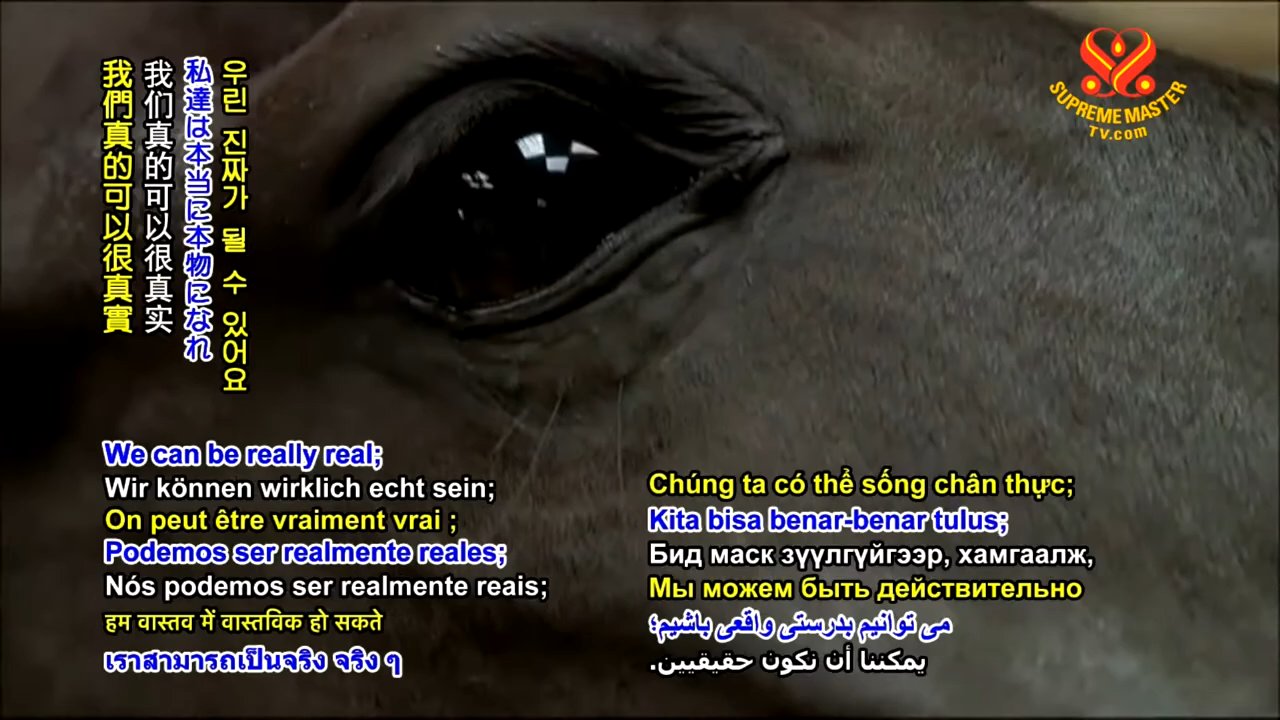 我們真的可以很真實
我们真的可以很真实
私達は本当に本物になれ
우린 진짜가 될 수 있어요
SUPREME MASTER
TV.com
We can be really real;
Wir können wirklich echt sein;
On peut être vraiment vrai ;
Podemos ser realmente reales;
Nós podemos ser realmente reais;
हम वास्तव में वास्तविक हो सकते
เราสามารถเป็นจริง จริง ๆ
Chúng ta có thể sống chân thực;
Kita bisa benar-benar tulus;
Бид маск зүүлгүйгээр, хамгаалж,
Мы можем быть действительно
می توانیم بدرستی واقعی باشیم؛
يمكننا أن نكون حقيقيين.